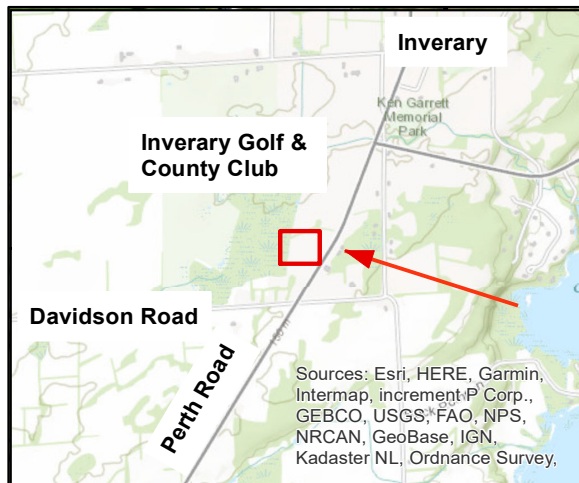 Inverary
Ken Garrett
Memorial
Park
Inverary Golf &
County Club
Davidson Road
150 m
Perth Road
Sources: Esri, HERE, Garmin,
Intermap, increment P Corp.,
GEBCO, USGS, FAO, NPS,
NRCAN, GeoBase, IGN,
Kadaster NL, Ordnance Survey,